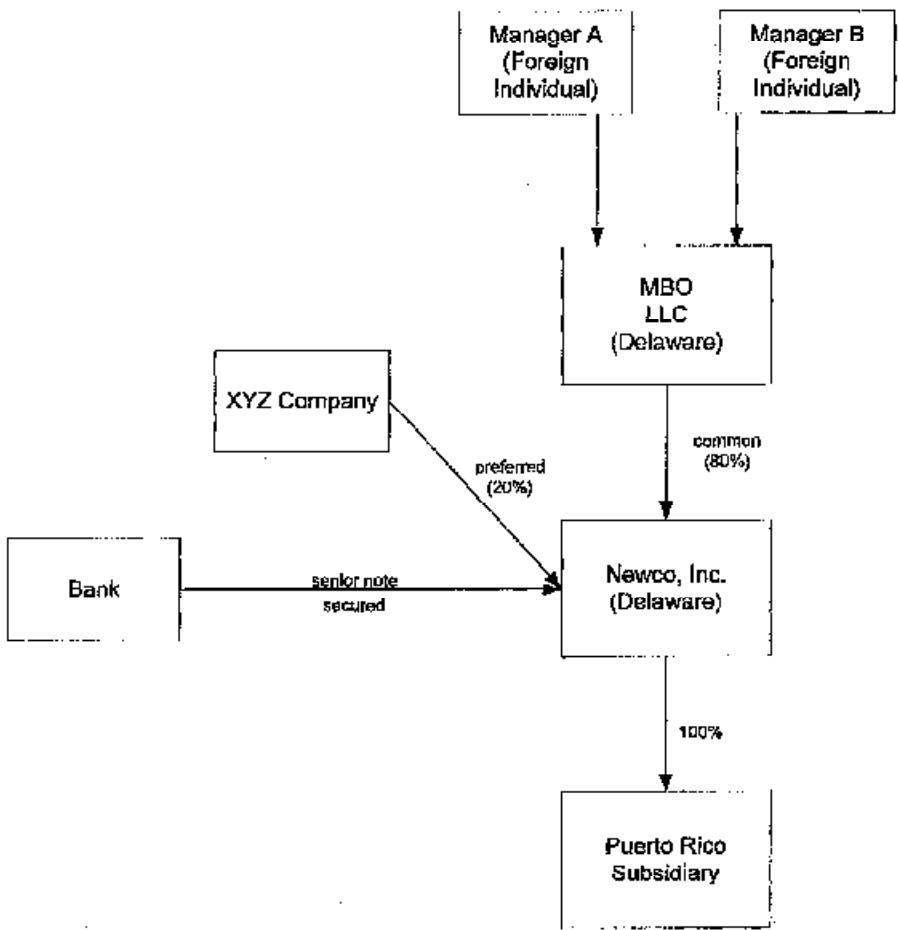 Manager A
(Foreign
Individual)
Manager B
(Foreign
Individual)
MBO
LLC
(Delaware)
XYZ Company
common
(80%)
preferred
(20%)
Bank
senior note
secured
Newco, Inc.
(Delaware)
100%
Puerto Rico
Subsidiary